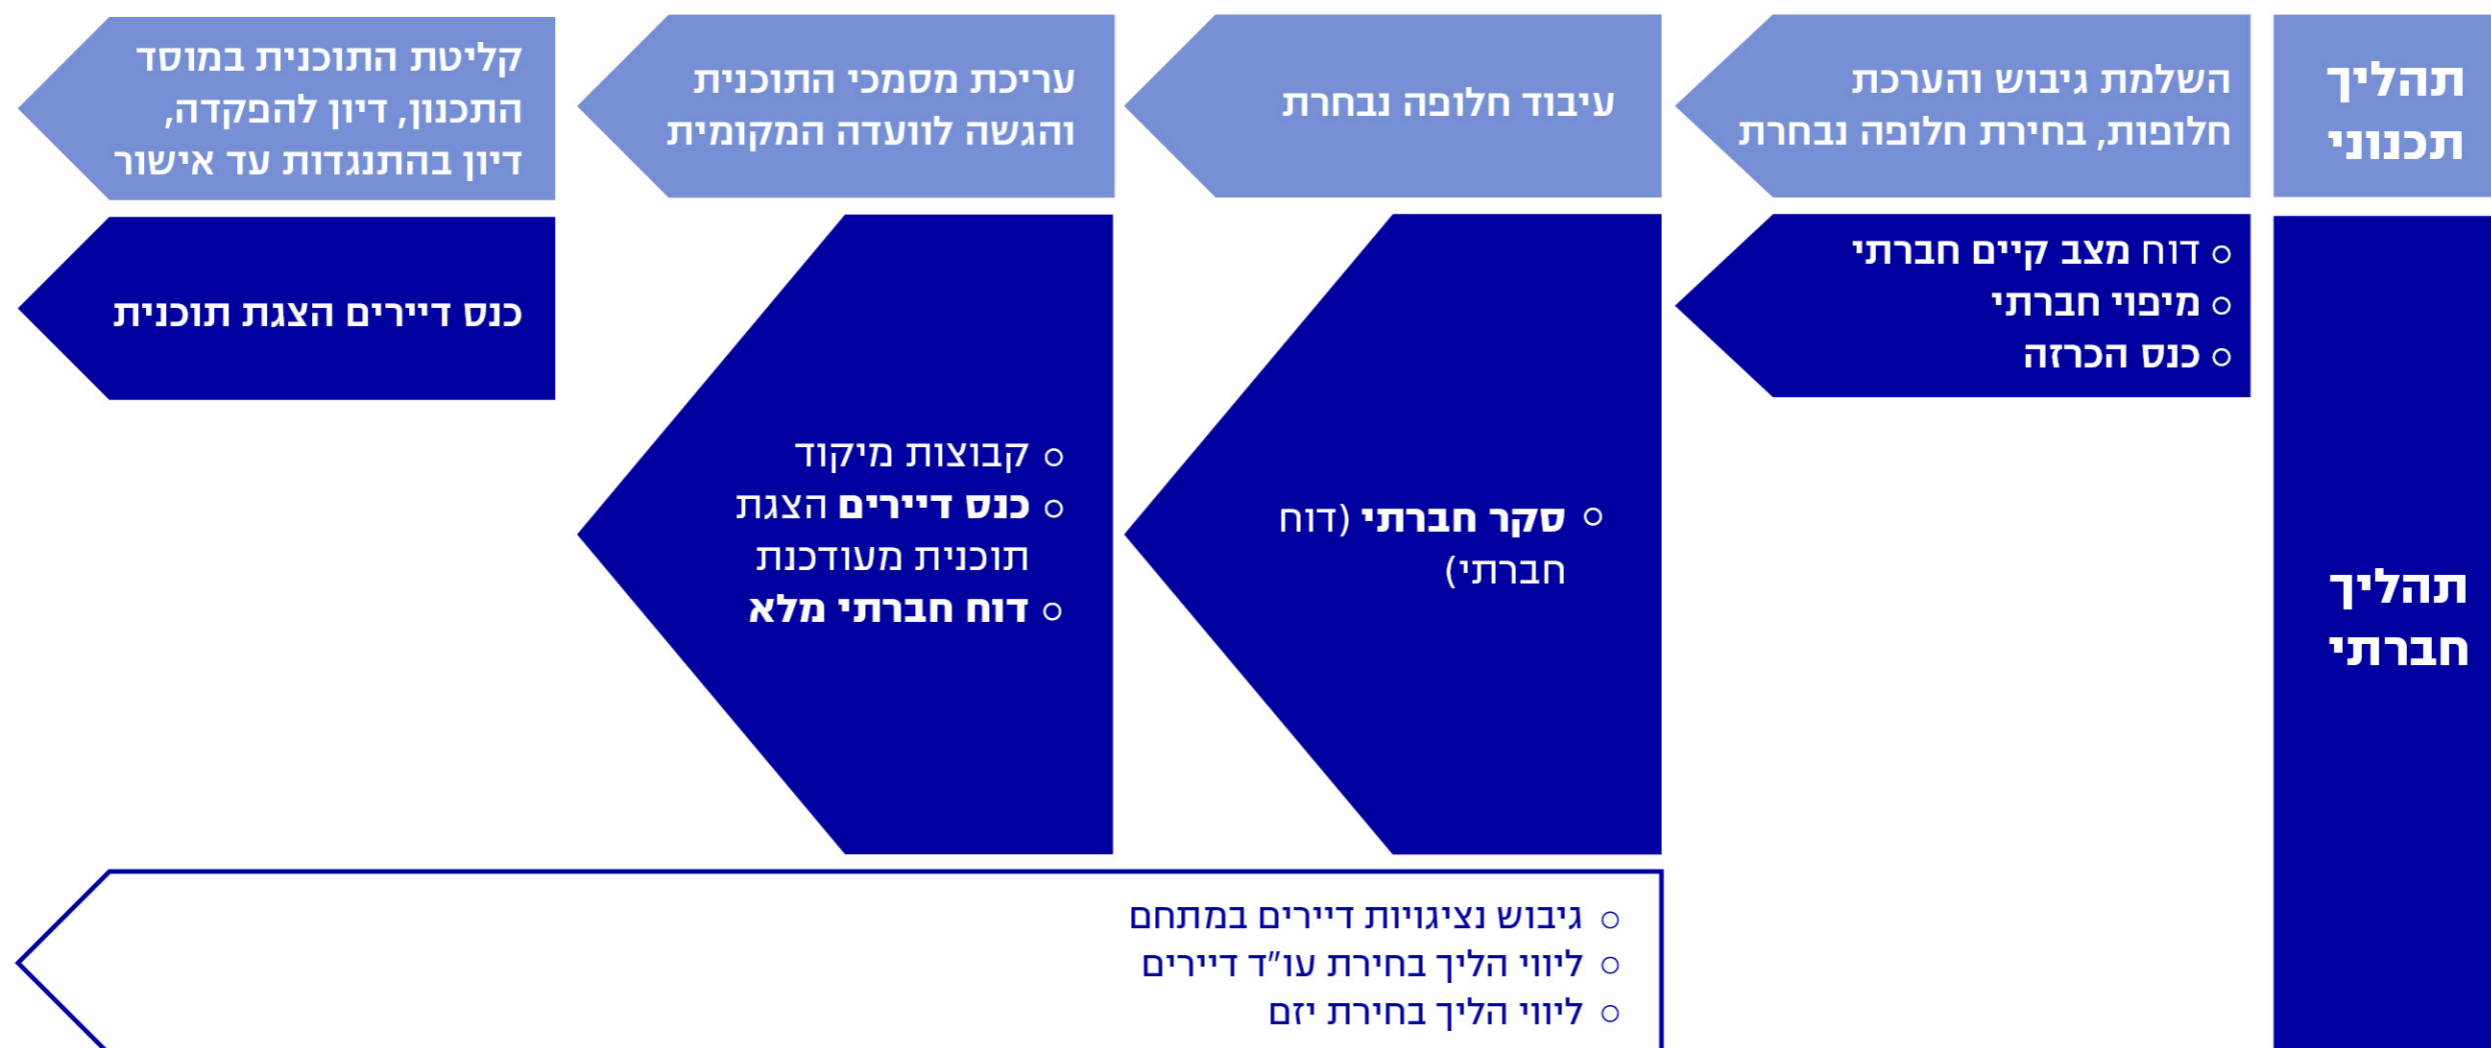 תהליך
תכנוני
השלמת גיבוש והערכת
חלופות, בחירת חלופה נבחרת
עיבוד חלופה נבחרת
עריכת מסמכי התוכנית
והגשה לוועדה המקומית
קליטת התוכנית במוסד
התכנון, דיון להפקדה,
דיון בהתנגדות עד אישור
תהליך
חברתי
○ דוח מצב קיים חברתי
○ מיפוי חברתי
○ כנס הכרזה
○ סקר חברתי (דוח
חברתי)
○ קבוצות מיקוד
○ כנס דיירים הצגת
תוכנית מעודכנת
○ דוח חברתי מלא
כנס דיירים הצגת תוכנית
○ גיבוש נציגויות דיירים במתחם
○ ליווי הליך בחירת עו"ד דיירים
○ ליווי הליך בחירת יזם